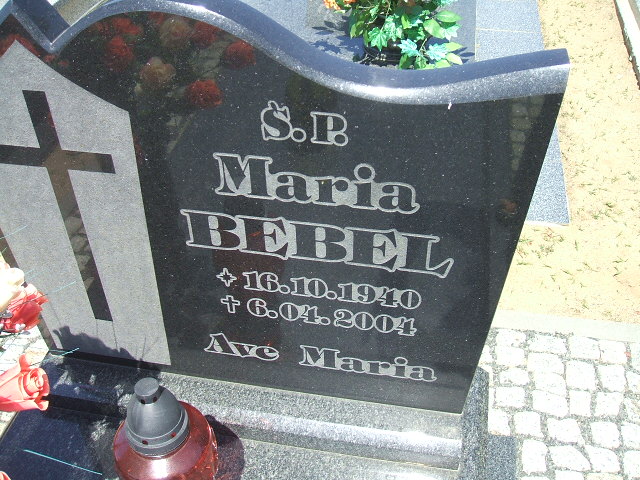 Ś.P.
Maria
BEBEL
+ 16.10.1940
✝ 6.04.2004
Ave Maria